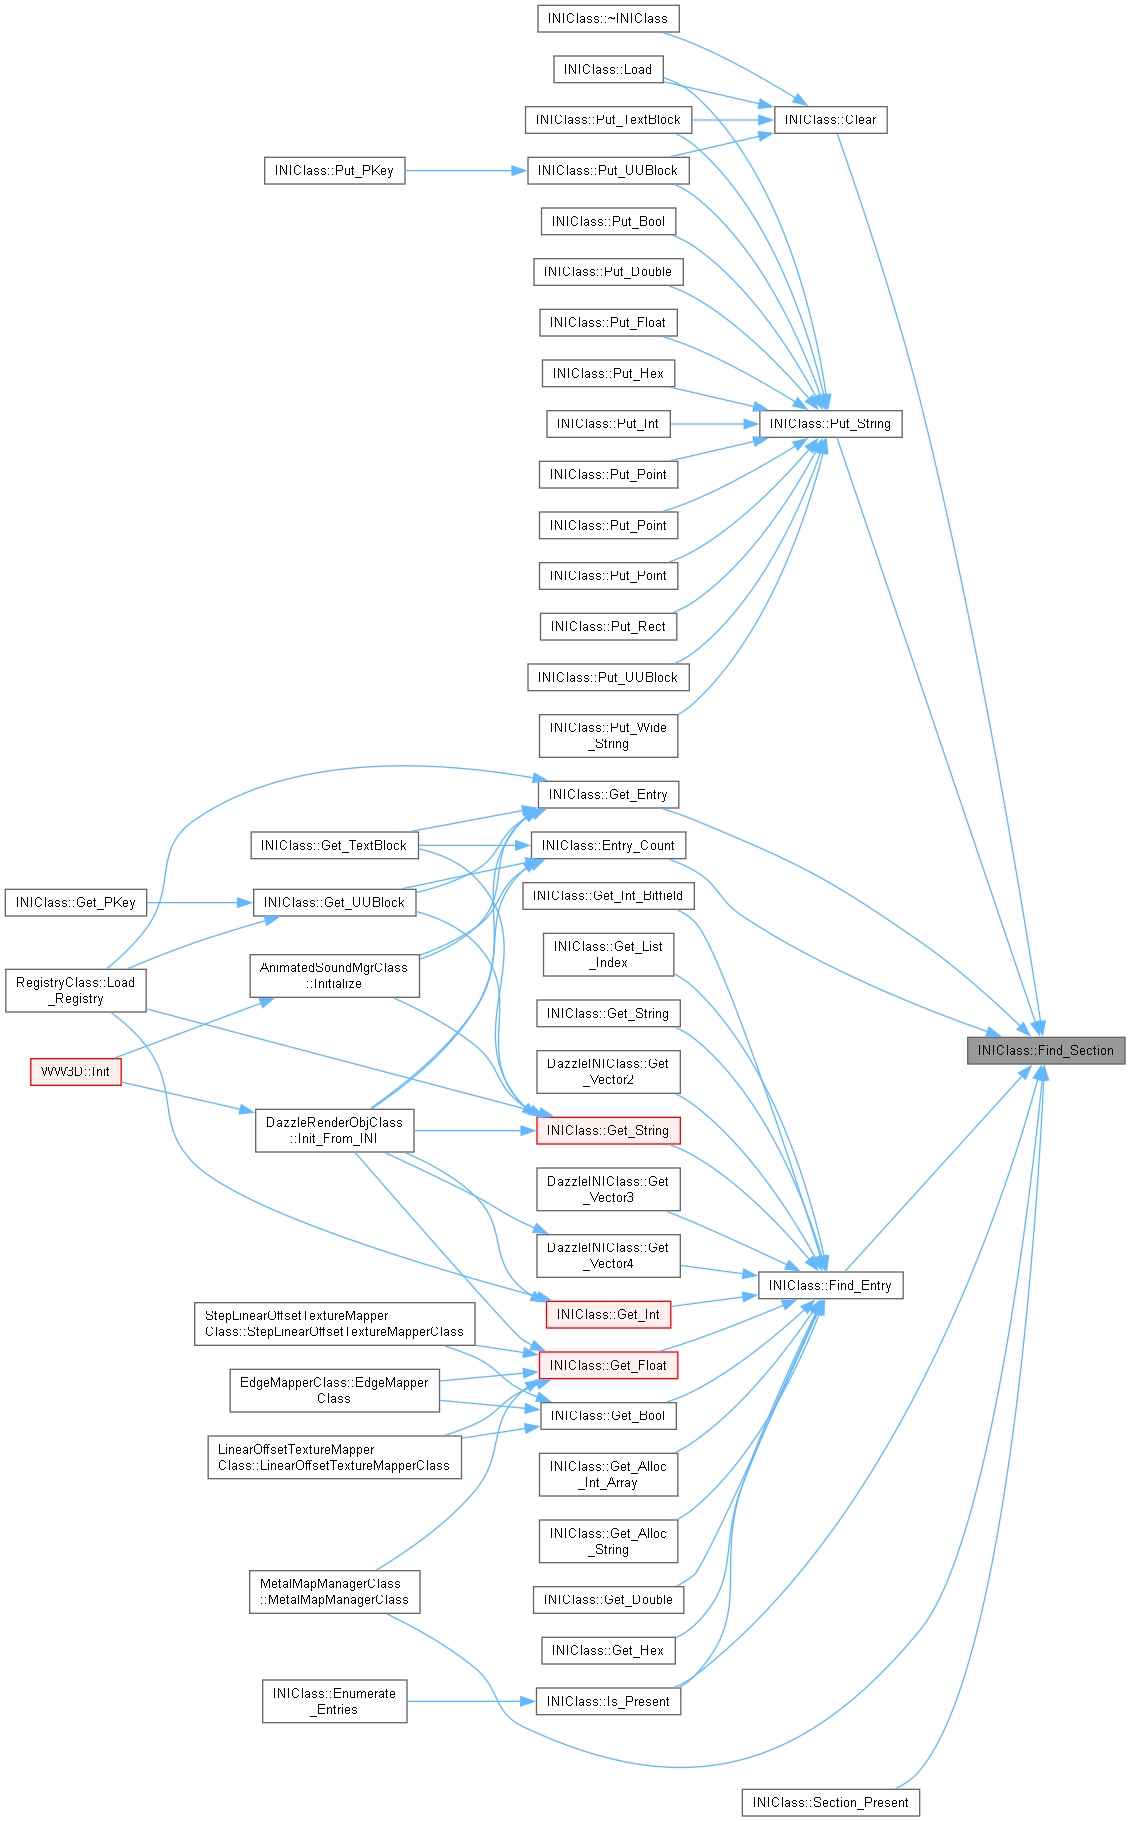 INIClass::~INIClass
INIClass::Load
INIClass::Put_TextBlock
INIClass::Clear
INIClass::Put_PKey
INIClass::Put_UUBlock
INIClass::Put_Bool
INIClass::Put_Double
INIClass::Put_Float
INIClass::Put_Hex
INIClass::Put_Int
INIClass::Put_String
INIClass::Put_Point
INIClass::Put_Point
INIClass::Put_Point
INIClass::Put_Rect
INIClass::Put_UUBlock
INIClass::Put_Wide
_String
INIClass::Get_Entry
INIClass::Get_TextBlock
INIClass::Entry_Count
INIClass::Get_PKey
INIClass::Get_UUBlock
INIClass::Get_Int_Bitfield
INIClass::Get_List
_Index
AnimatedSoundMgrClass
::Initialize
RegistryClass::Load
_Registry
INIClass::Get_String
INIClass::Find_Section
WW3D::Init
DazzleINIClass::Get
_Vector2
DazzleRenderObjClass
::Init_From_INI
INIClass::Get_String
DazzleINIClass::Get
_Vector3
DazzleINIClass::Get
_Vector4
INIClass::Find_Entry
INIClass::Get_Int
StepLinearOffsetTextureMapper
Class::StepLinearOffsetTextureMapperClass
INIClass::Get_Float
EdgeMapperClass::EdgeMapper
Class
INIClass::Get_Bool
LinearOffsetTextureMapper
Class::LinearOffsetTextureMapperClass
INIClass::Get_Alloc
_Int_Array
INIClass::Get_Alloc
_String
MetalMapManagerClass
::MetalMapManagerClass
INIClass::Get_Double
INIClass::Get_Hex
INIClass::Enumerate
_Entries
INIClass::Is_Present
INIClass::Section_Present